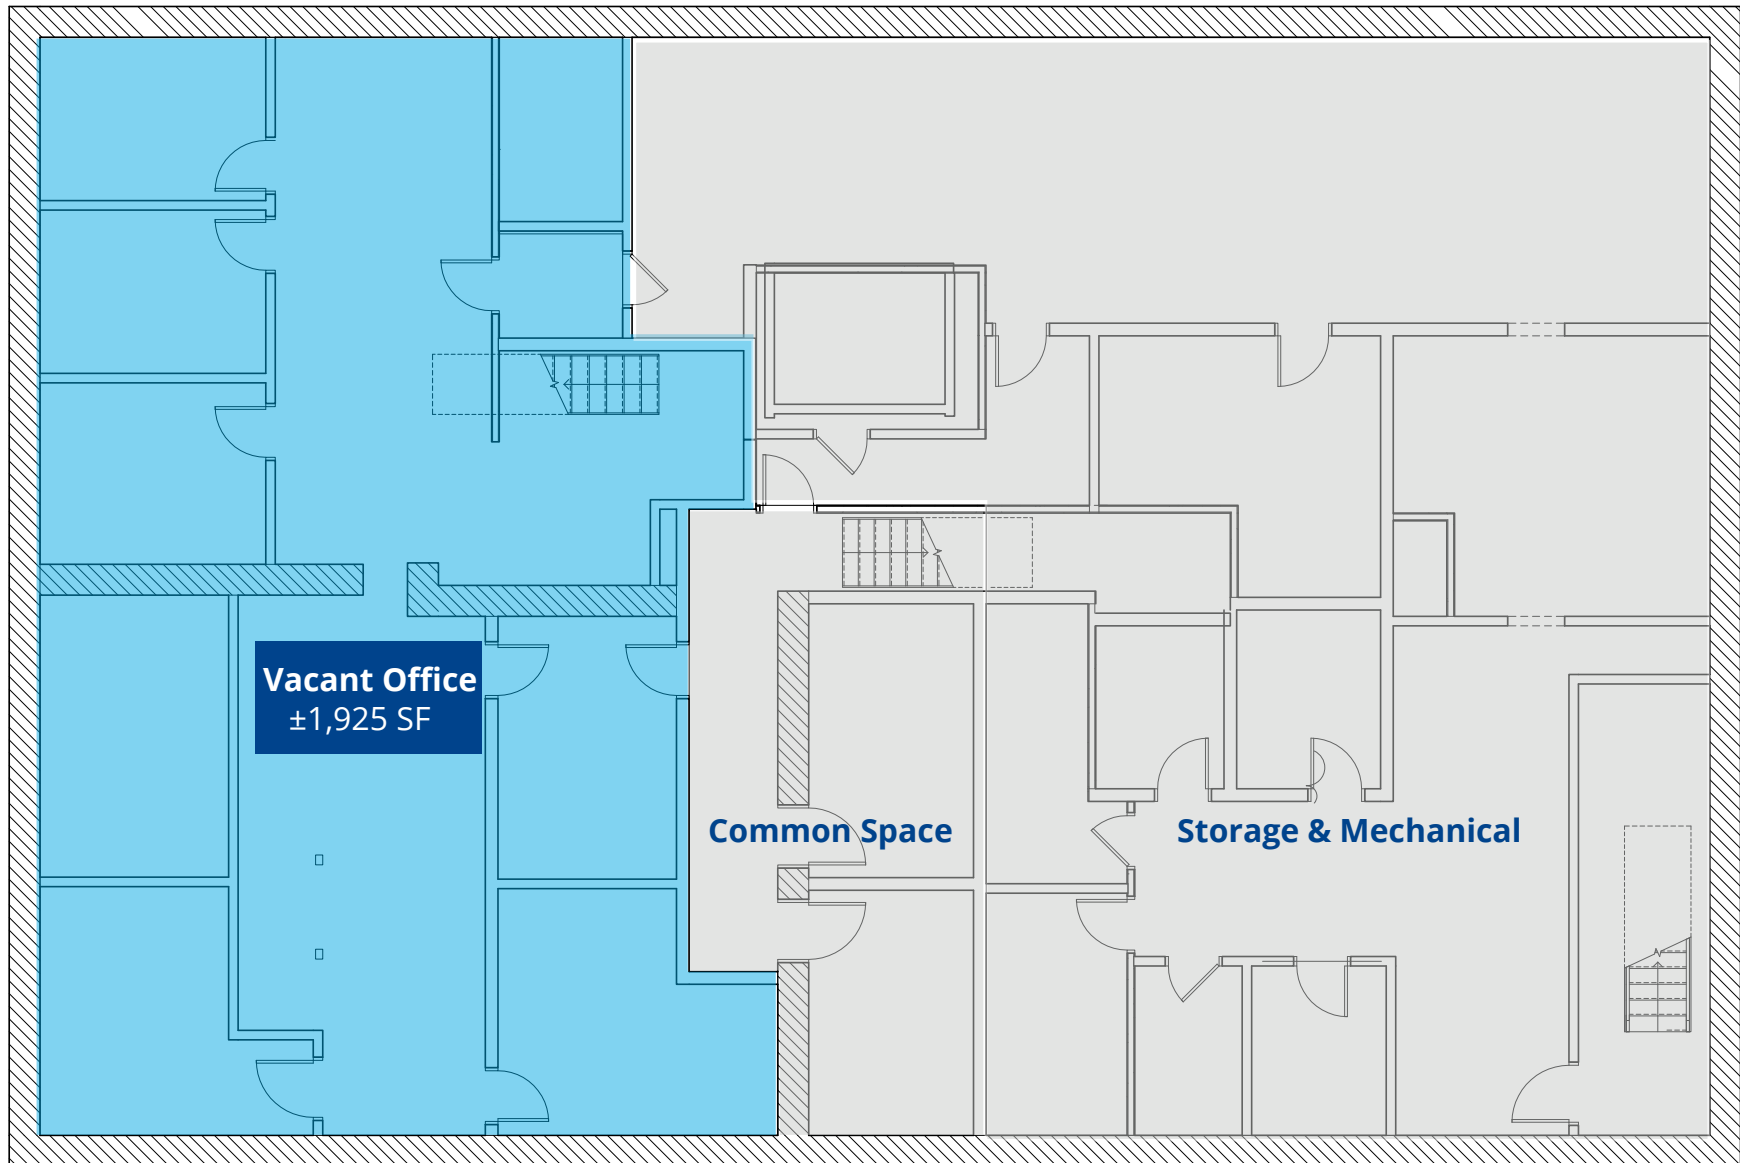 Vacant Office
±1,925 SF
Common Space
Storage & Mechanical